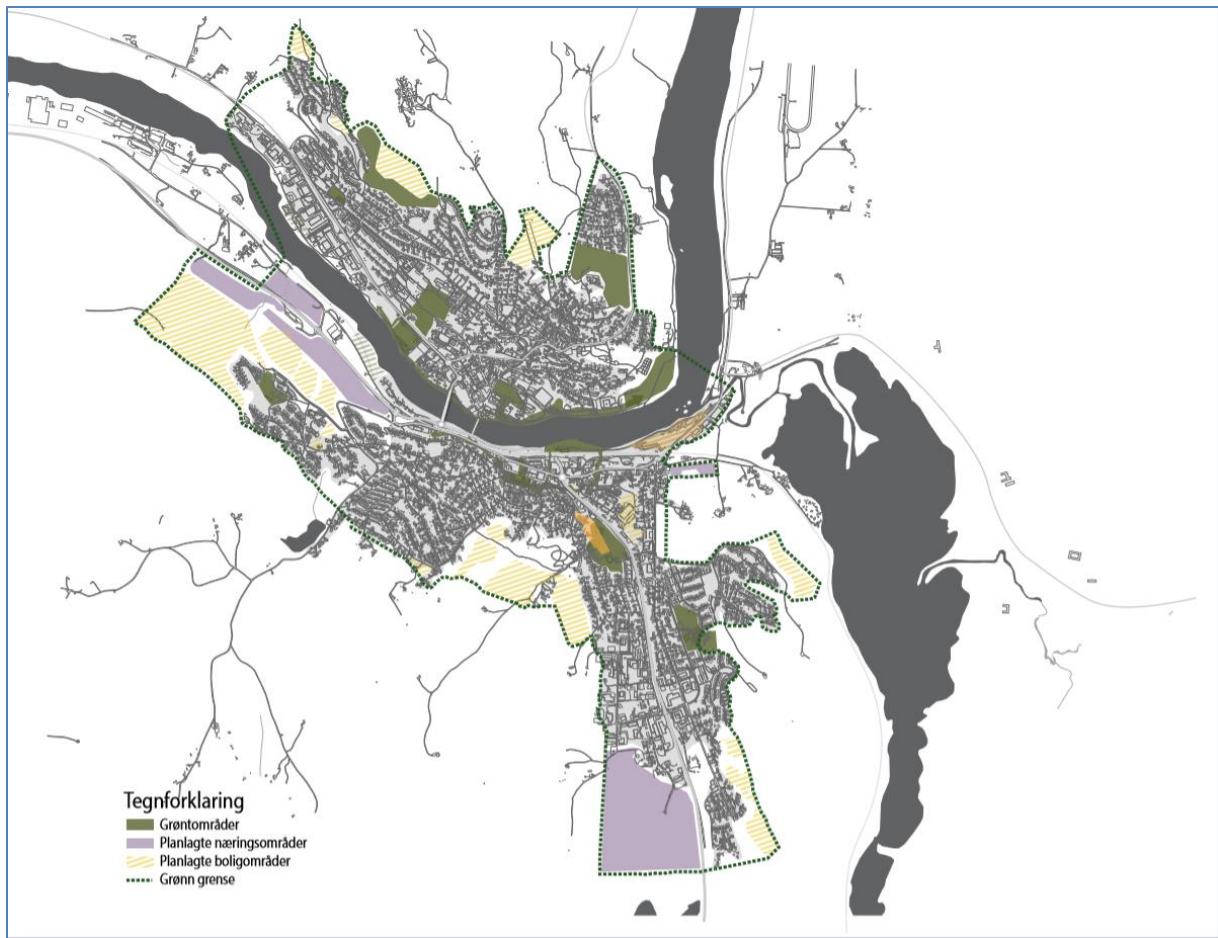 Tegnforklaring
Grøntområder
Planlagte næringsområder
Planlagte boligområder
Grønn grense